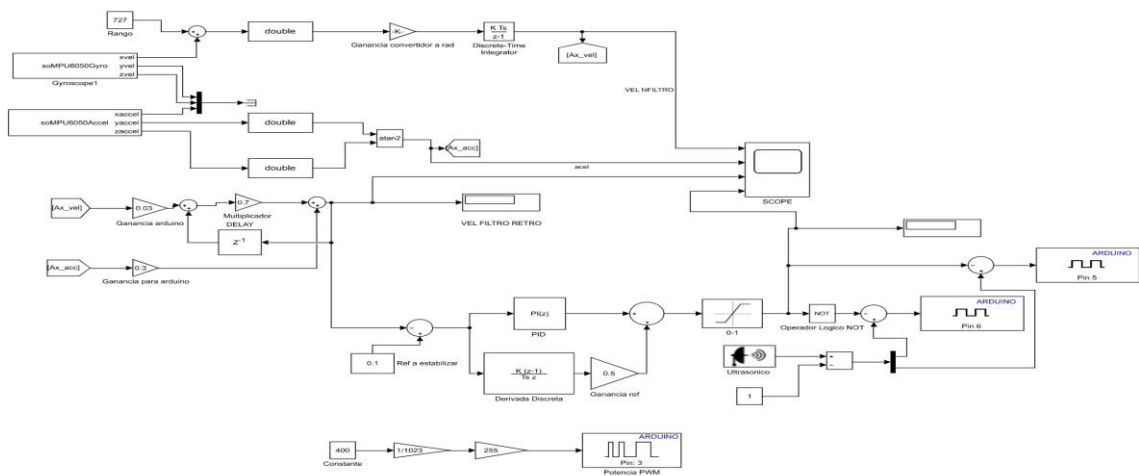 727
Rango
double
-K-
Ganancia convertidor a rad
K Ts
z-1
Discrete-Time
Integrator
[Ax_vel]
VEL NFILTRO
soMPU6050Gyro
xvel
yvel
zvel
Gyroscope1
soMPU6050Accel
xaccel
yaccel
zaccel
double
double
atan2
[Ax_acc]
acel
SCOPE
[Ax_vel]
0.03
Ganancia arduino
0.7
Multiplicador
DELAY
Z-1
VEL FILTRO RETRO
[Ax_acc]
0.3
Ganancia para arduino
0.1
Ref a estabilizar
PI(z)
PID
K (z-1)
Ts z
Derivada Discreta
0.5
Ganancia ref
0-1
NOT
Operador Logico NOT
ARDUINO
Pin 5
ARDUINO
Pin 6
Ultrasonico
1
400
Constante
1/1023
255
ARDUINO
Pin: 3
Potencia PWM